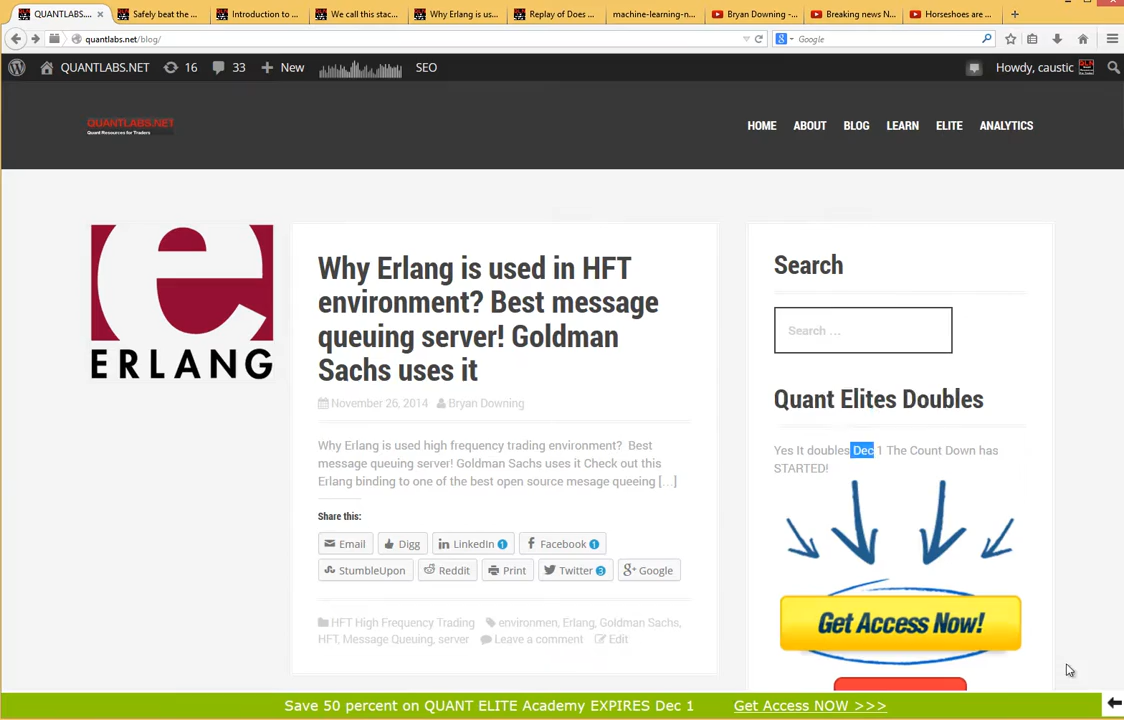 QUANTLABS....
Safely beat the ...
Introduction to ...
We call this stac...
Why Erlang is us...
Replay of Does ...
machine-learning-n...
Bryan Downing -...
Breaking news N...
Horseshoes are ...
quantlabs.net/blog/
Google
QUANTLABS.NET
16
33
New
SEO
Howdy, caustic
QUANTLABS.NET
Quant Resources for Traders
HOME
ABOUT
BLOG
LEARN
ELITE
ANALYTICS
ERLANG
Why Erlang is used in HFT
environment? Best message
queuing server! Goldman
Sachs uses it
November 26, 2014
Bryan Downing
Why Erlang is used high frequency trading environment? Best
message queuing server! Goldman Sachs uses it Check out this
Erlang binding to one of the best open source mesage queeing [...]
Share this:
Email
Digg
LinkedIn 1
Facebook 1
StumbleUpon
Reddit
Print
Twitter 3
Google
HFT High Frequency Trading
environmen, Erlang, Goldman Sachs,
HFT, Message Queuing, server
Leave a comment
Edit
Search
Search ...
Quant Elites Doubles
Yes It doubles Dec 1 The Count Down has
STARTED!
Get Access Now!
Save 50 percent on QUANT ELITE Academy EXPIRES Dec 1
Get Access NOW >>>